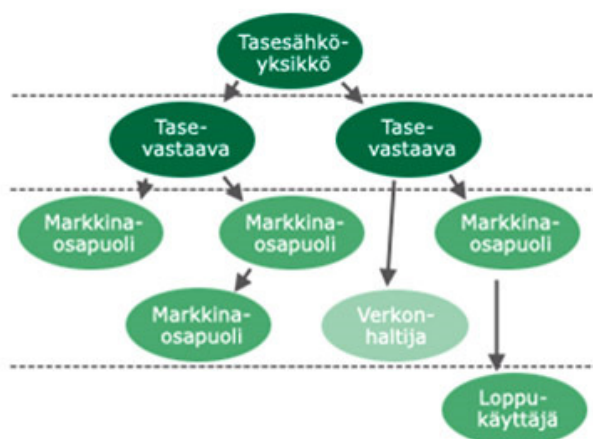 Tasesähkö-
yksikkö
Tase-
vastaava
Tase-
vastaava
Markkina-
osapuoli
Markkina-
osapuoli
Markkina-
osapuoli
Markkina-
osapuoli
Verkon-
haltija
Loppu-
käyttäjä